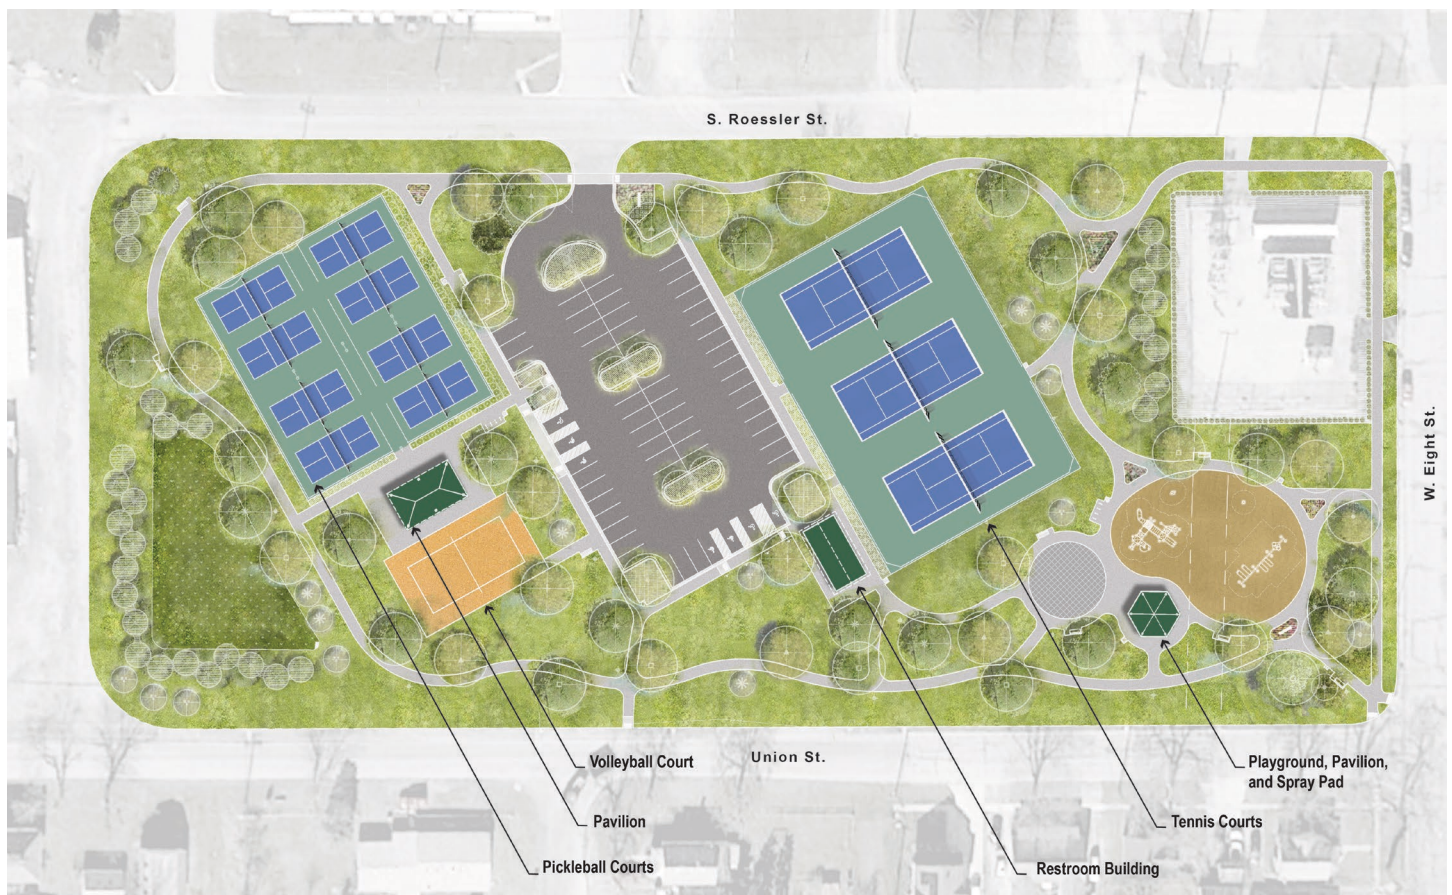 S. Roessler St.
W. Eight St.
Union St.
Volleyball Court
Playground, Pavilion,
and Spray Pad
Pavilion
Tennis Courts
Pickleball Courts
Restroom Building